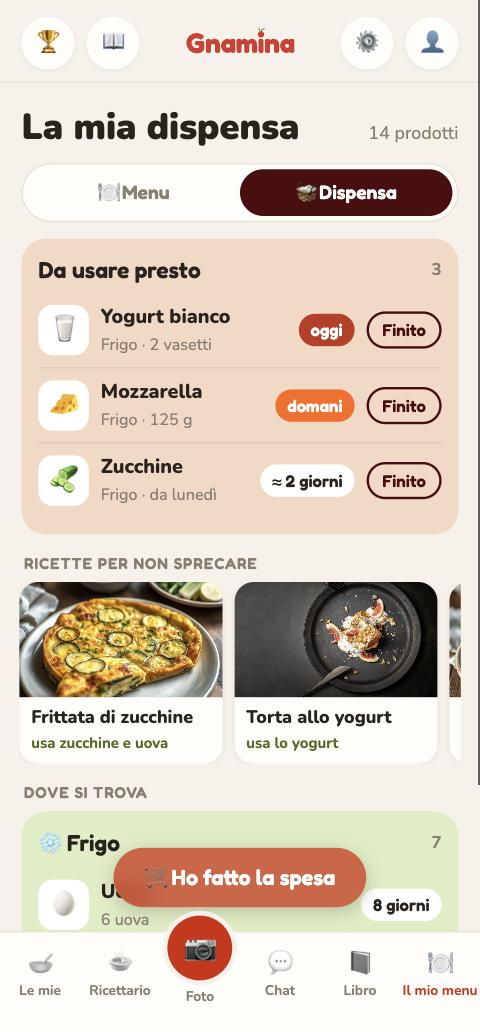 Gnamina
La mia dispensa
14 prodotti
Menu
Dispensa
Da usare presto
3
Yogurt bianco
Frigo · 2 vasetti
oggi
Finito
Mozzarella
Frigo · 125 g
domani
Finito
Zucchine
Frigo · da lunedì
≈ 2 giorni
Finito
RICETTE PER NON SPRECARE
Frittata di zucchine
usa zucchine e uova
Torta allo yogurt
usa lo yogurt
DOVE SI TROVA
Frigo
7
Ho fatto la spesa
6 uova
8 giorni
Le mie
Ricettario
Foto
Chat
Libro
Il mio menu